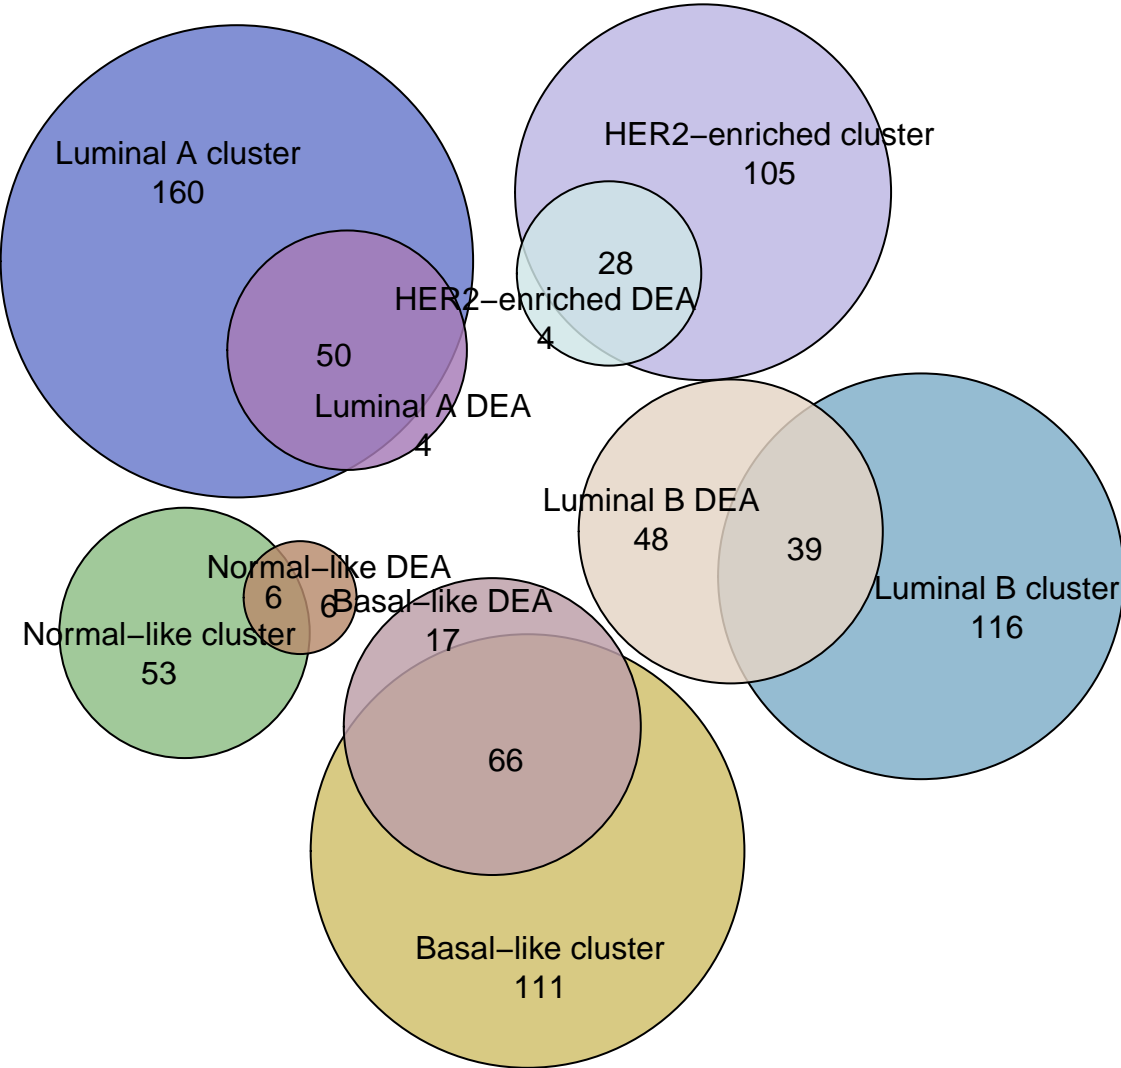 Luminal A cluster
160
HER2−enriched cluster
105
28
HER2−enriched DEA
4
50
Luminal A DEA
4
Luminal B DEA
48
39
Luminal B cluster
116
Normal−like DEA
6
6
Basal−like DEA
17
Normal−like cluster
53
66
Basal−like cluster
111